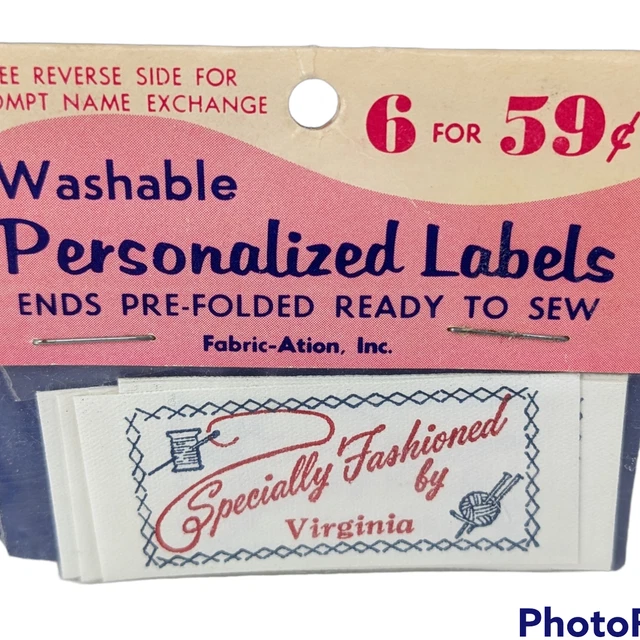 EE REVERSE SIDE FOR
OMPT NAME EXCHANGE
6 FOR 59¢
Washable
Personalized Labels
ENDS PRE-FOLDED READY TO SEW
Fabric-Ation, Inc.
Specially Fashioned
by
Virginia
Photo